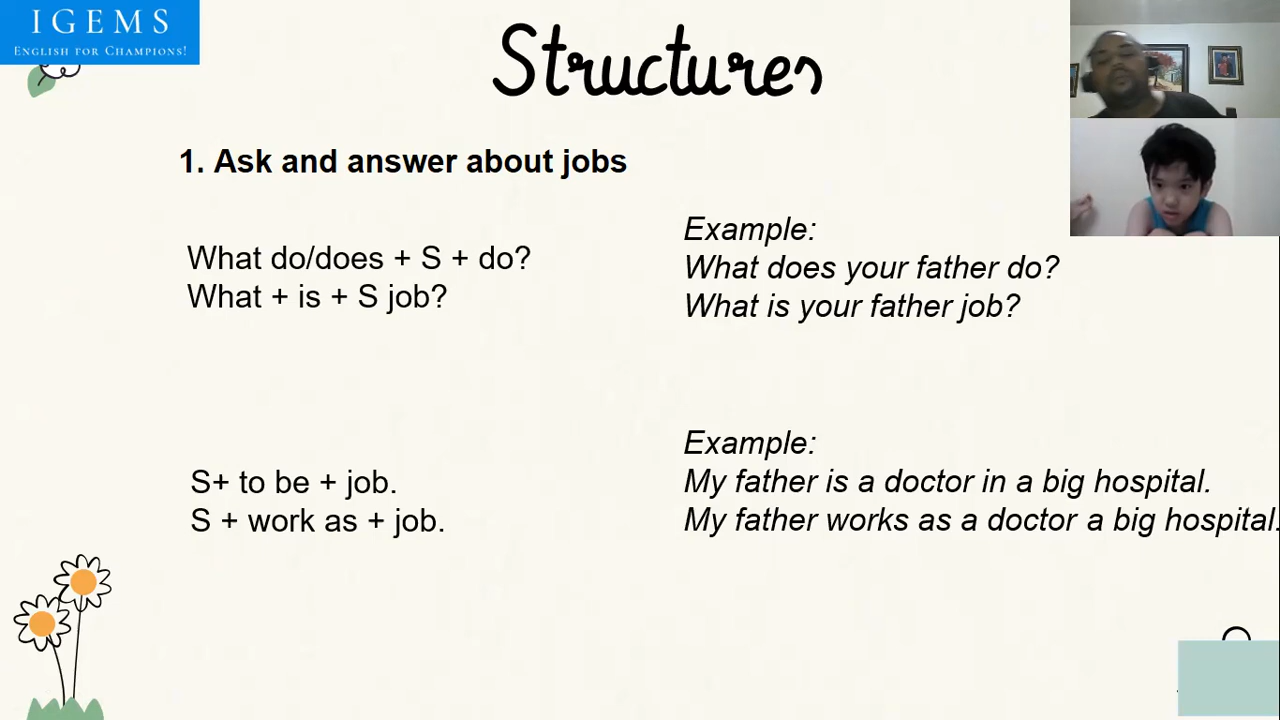 IGEMS
ENGLISH FOR CHAMPIONS!
Structures
1. Ask and answer about jobs
What do/does + S + do?
What + is + S job?
Example:
What does your father do?
What is your father job?
S+ to be + job.
S + work as + job.
Example:
My father is a doctor in a big hospital.
My father works as a doctor a big hospital.